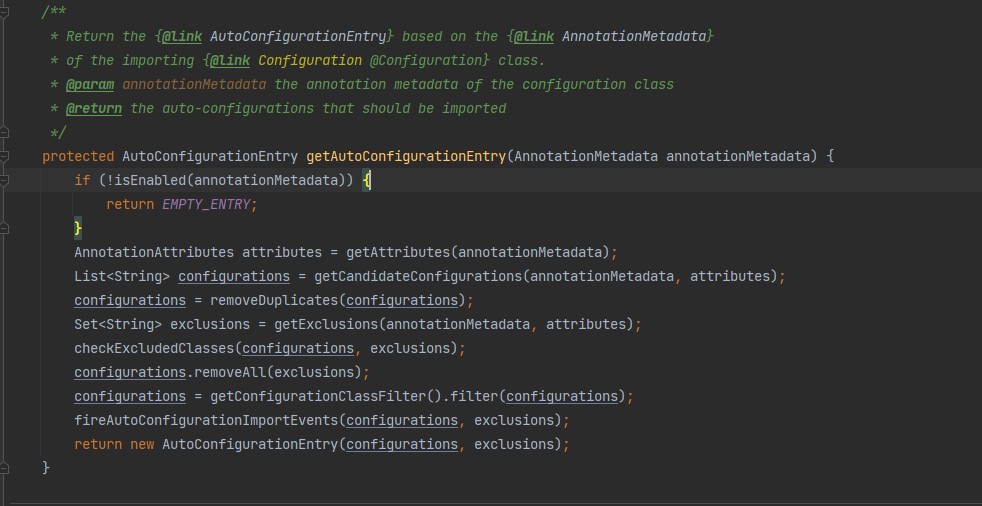 /**
 * Return the {@link AutoConfigurationEntry} based on the {@link AnnotationMetadata}
 * of the importing {@link Configuration @Configuration} class.
 * @param annotationMetadata the annotation metadata of the configuration class
 * @return the auto-configurations that should be imported
 */
protected AutoConfigurationEntry getAutoConfigurationEntry(AnnotationMetadata annotationMetadata) {
    if (!isEnabled(annotationMetadata)) {
        return EMPTY_ENTRY;
    }
    AnnotationAttributes attributes = getAttributes(annotationMetadata);
    List<String> configurations = getCandidateConfigurations(annotationMetadata, attributes);
    configurations = removeDuplicates(configurations);
    Set<String> exclusions = getExclusions(annotationMetadata, attributes);
    checkExcludedClasses(configurations, exclusions);
    configurations.removeAll(exclusions);
    configurations = getConfigurationClassFilter().filter(configurations);
    fireAutoConfigurationImportEvents(configurations, exclusions);
    return new AutoConfigurationEntry(configurations, exclusions);
}